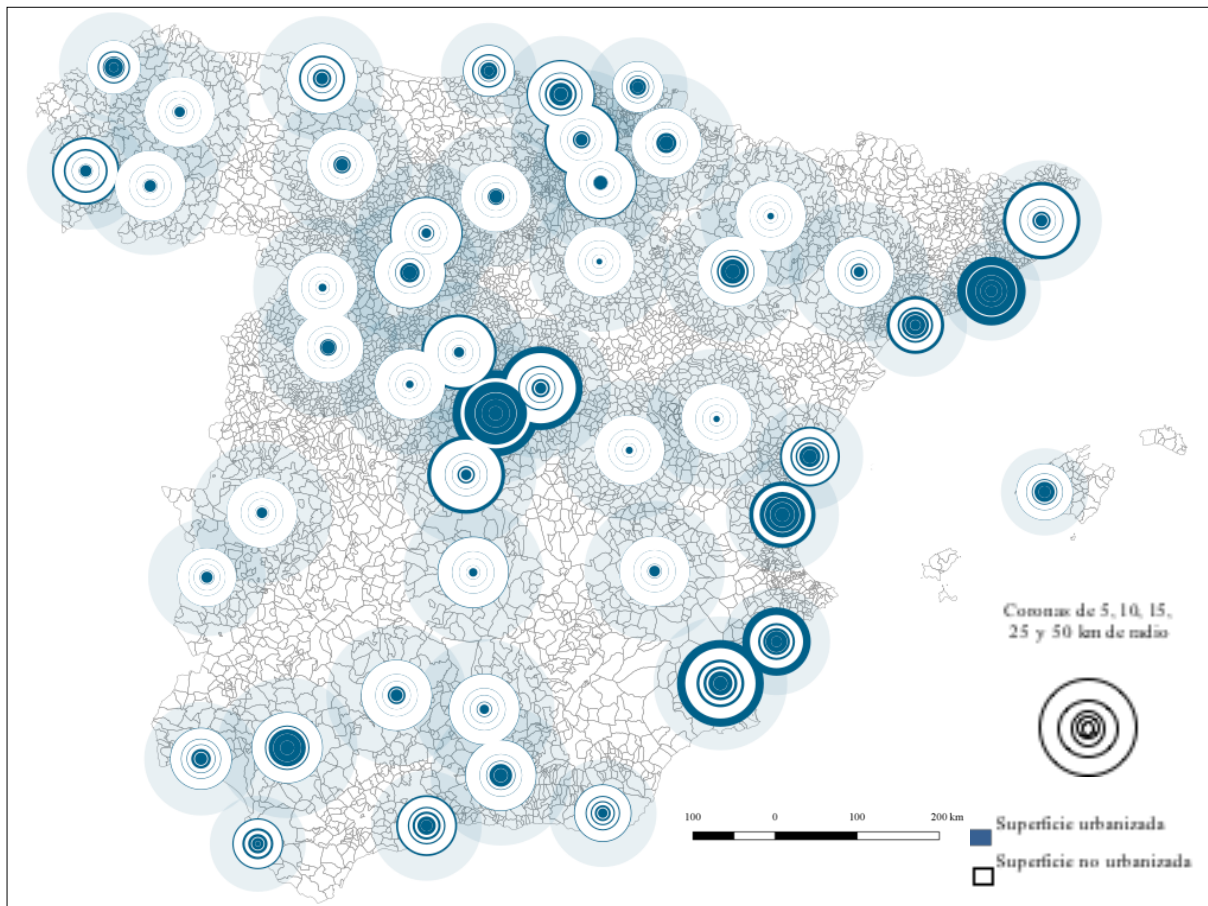 Coronas de 5, 10, 15,
25 y 50 km de radio
100 0 100 200 km
Superficie urbanizada
Superficie no urbanizada